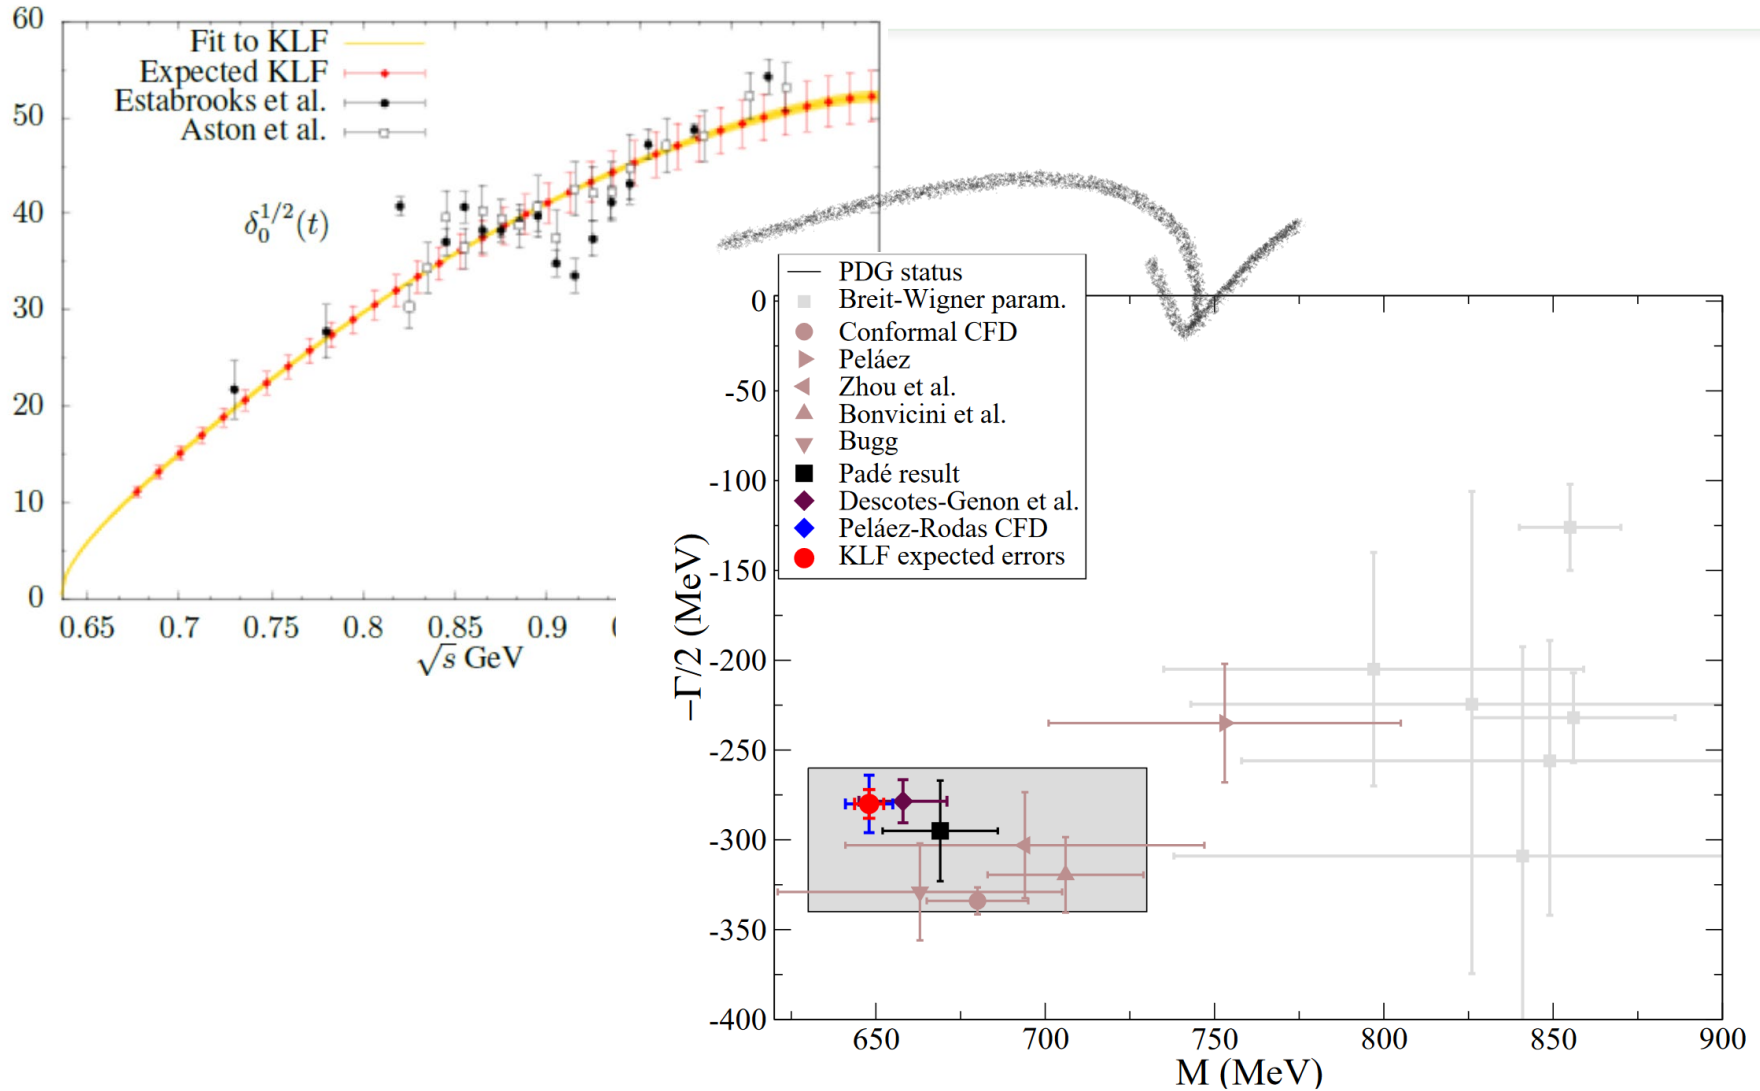 60
50
40
30
20
10
0
Fit to KLF
Expected KLF
Estabrooks et al.
Aston et al.
δ₀^{1/2}(t)
0.65 0.7 0.75 0.8 0.85 0.9
√s GeV
PDG status
Breit-Wigner param.
Conformal CFD
Peláez
Zhou et al.
Bonvicini et al.
Bugg
Padé result
Descotes-Genon et al.
Peláez-Rodas CFD
KLF expected errors
0
-50
-100
-150
-200
-250
-300
-350
-400
−Γ/2 (MeV)
650 700 750 800 850 900
M (MeV)